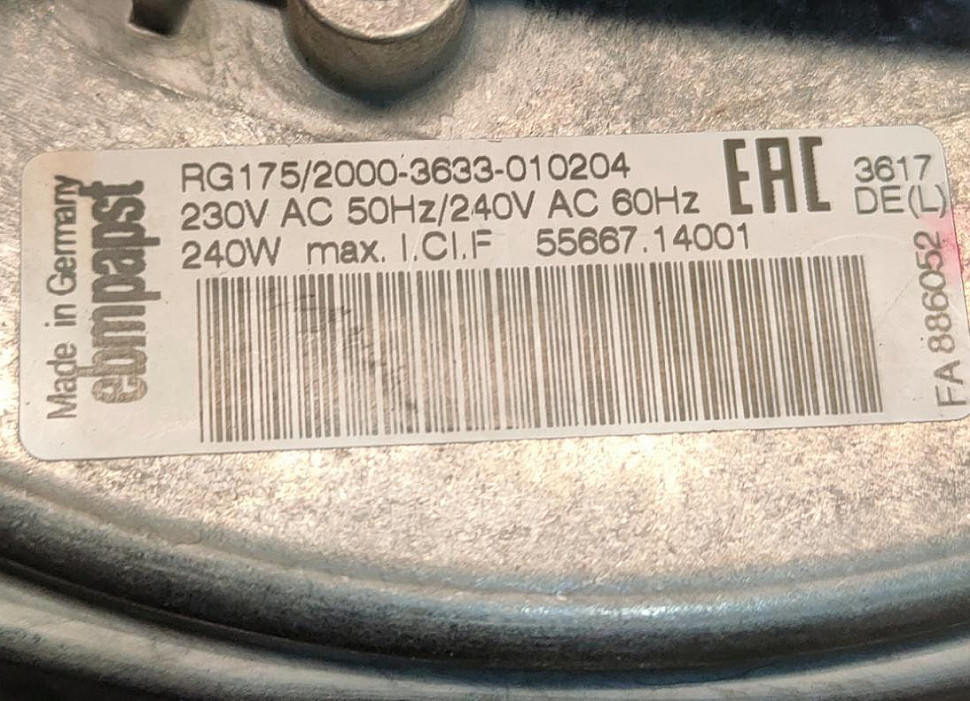 Made in Germany
ebmpapst
RG175/2000-3633-010204
230V AC 50Hz/240V AC 60Hz
240W max. I.Cl.F 55667.14001
EAC
3617
DE(L)
FA 886052